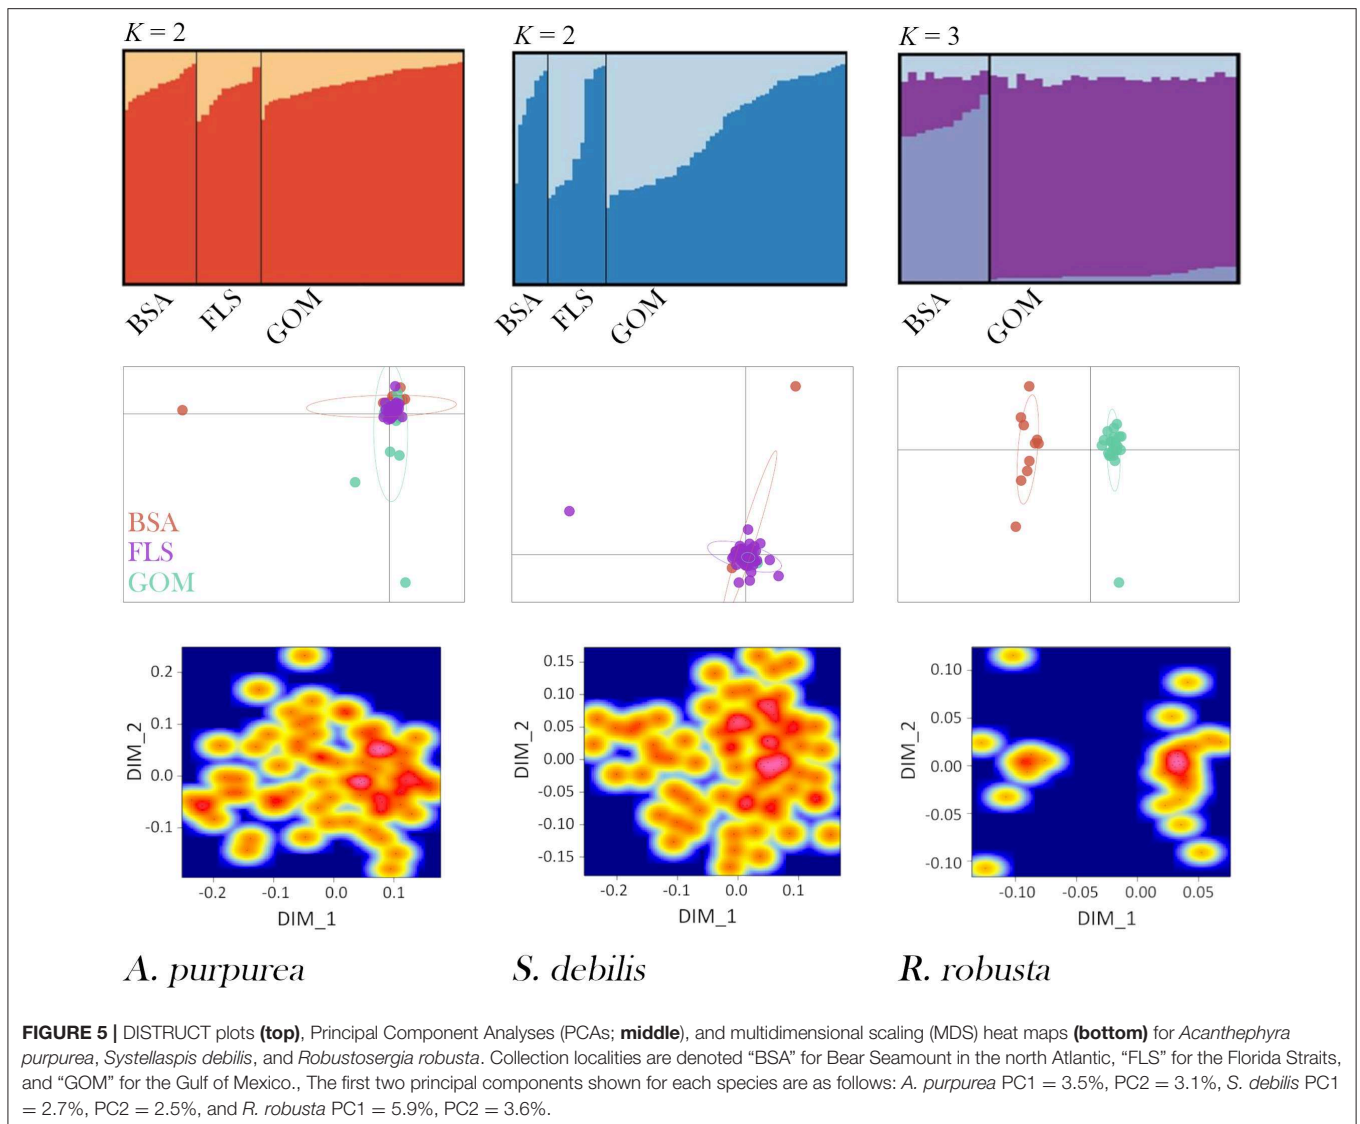 K = 2
K = 2
K = 3
BSA
FLS
GOM
BSA
FLS
GOM
BSA
GOM
BSA
FLS
GOM
0.2
0.1
0.0
-0.1
DIM_2
-0.2
-0.1
0.0
0.1
DIM_1
0.15
0.10
0.05
0.00
-0.05
-0.10
-0.15
DIM_2
-0.2
-0.1
0.0
0.1
DIM_1
0.10
0.05
0.00
-0.05
-0.10
DIM_2
-0.10
-0.05
0.00
0.05
DIM_1
A. purpurea
S. debilis
R. robusta
FIGURE 5 | DISTRUCT plots (top), Principal Component Analyses (PCAs; middle), and multidimensional scaling (MDS) heat maps (bottom) for Acanthephyra
purpurea, Systellaspis debilis, and Robustosergia robusta. Collection localities are denoted “BSA” for Bear Seamount in the north Atlantic, “FLS” for the Florida Straits,
and “GOM” for the Gulf of Mexico., The first two principal components shown for each species are as follows: A. purpurea PC1 = 3.5%, PC2 = 3.1%, S. debilis PC1
= 2.7%, PC2 = 2.5%, and R. robusta PC1 = 5.9%, PC2 = 3.6%.